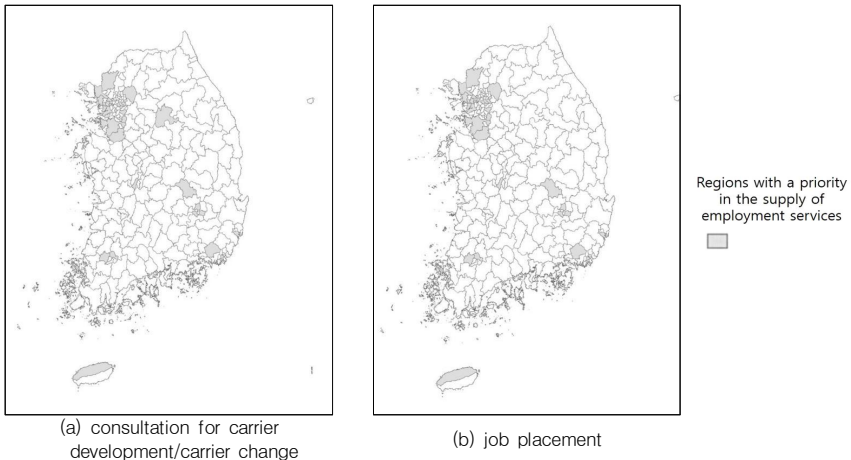 Regions with a priority
in the supply of
employment services
(a) consultation for carrier
development/carrier change
(b) job placement